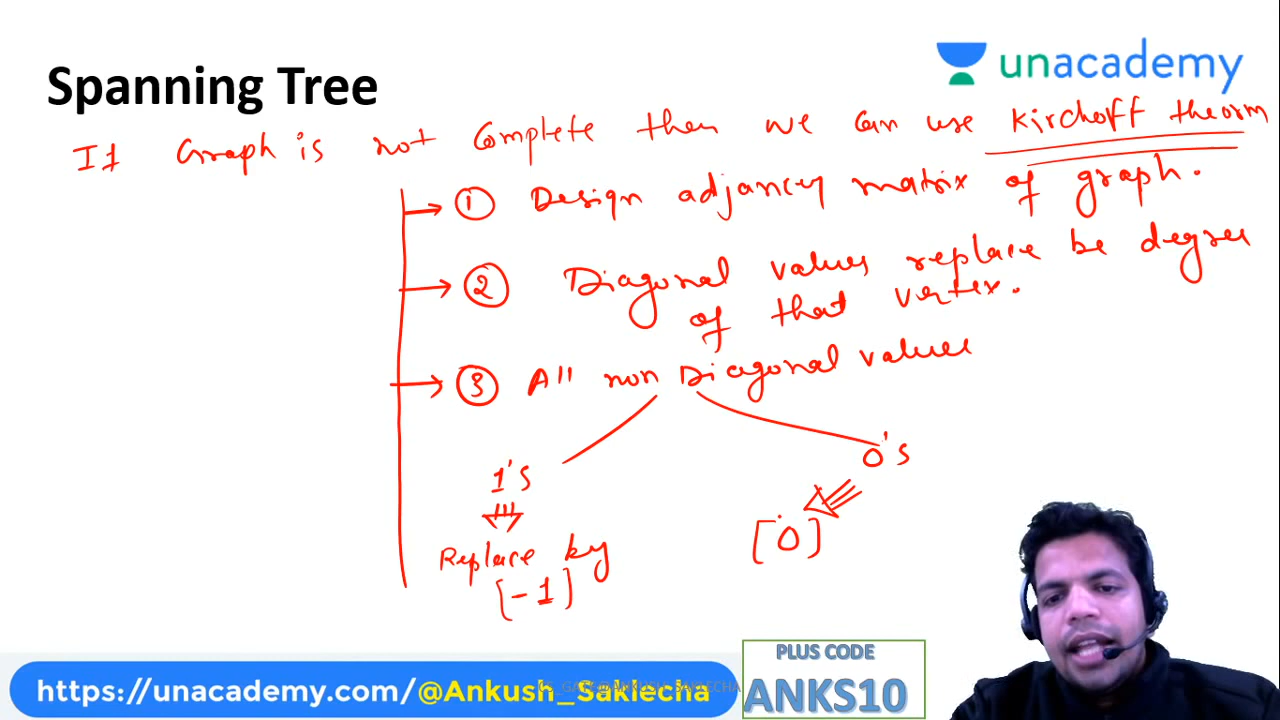 unacademy
Spanning Tree
If Graph is not Complete then we can use Kirchoff theorm
① Design adjancey matrix of graph.
② Diagonal values replace be degree
of that vertex.
③ All non Diagonal values
1's
0's
Replace by
[-1]
[0]
PLUS CODE
https://unacademy.com/@Ankush_Saklecha
ANKS10